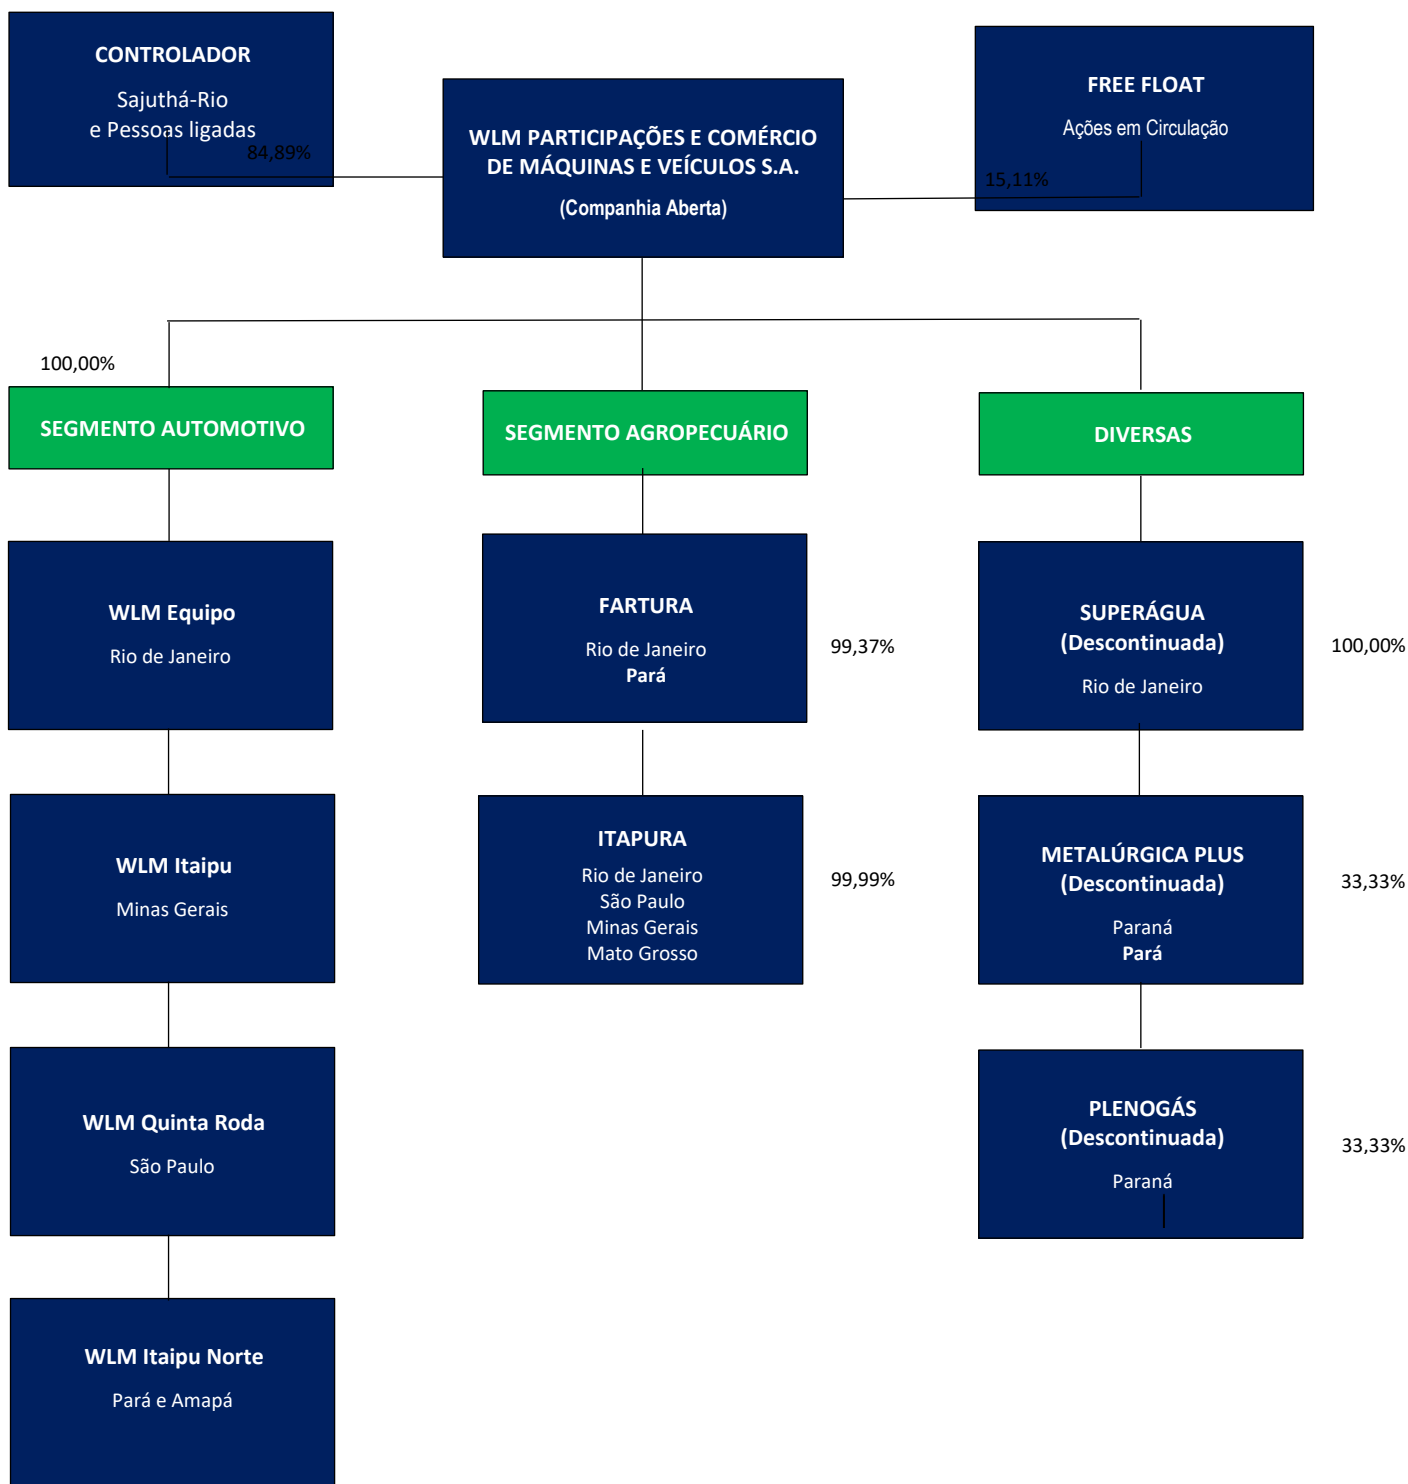 CONTROLADOR
Sajuthá-Rio
e Pessoas ligadas
84,89%
WLM PARTICIPAÇÕES E COMÉRCIO
DE MÁQUINAS E VEÍCULOS S.A.
(Companhia Aberta)
FREE FLOAT
Ações em Circulação
15,11%
100,00%
SEGMENTO AUTOMOTIVO
SEGMENTO AGROPECUÁRIO
DIVERSAS
WLM Equipo
Rio de Janeiro
FARTURA
Rio de Janeiro
Pará
99,37%
SUPERÁGUA
(Descontinuada)
Rio de Janeiro
100,00%
WLM Itaipu
Minas Gerais
ITAPURA
Rio de Janeiro
São Paulo
Minas Gerais
Mato Grosso
99,99%
METALÚRGICA PLUS
(Descontinuada)
Paraná
Pará
33,33%
WLM Quinta Roda
São Paulo
PLENOGÁS
(Descontinuada)
Paraná
33,33%
WLM Itaipu Norte
Pará e Amapá